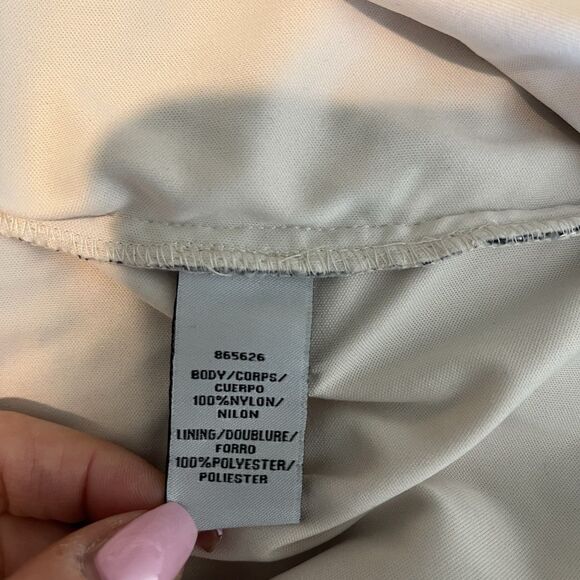 865626
BODY/CORPS/
CUERPO
100%NYLON/
NILON
LINING/DOUBLURE/
FORRO
100%POLYESTER/
POLIESTER